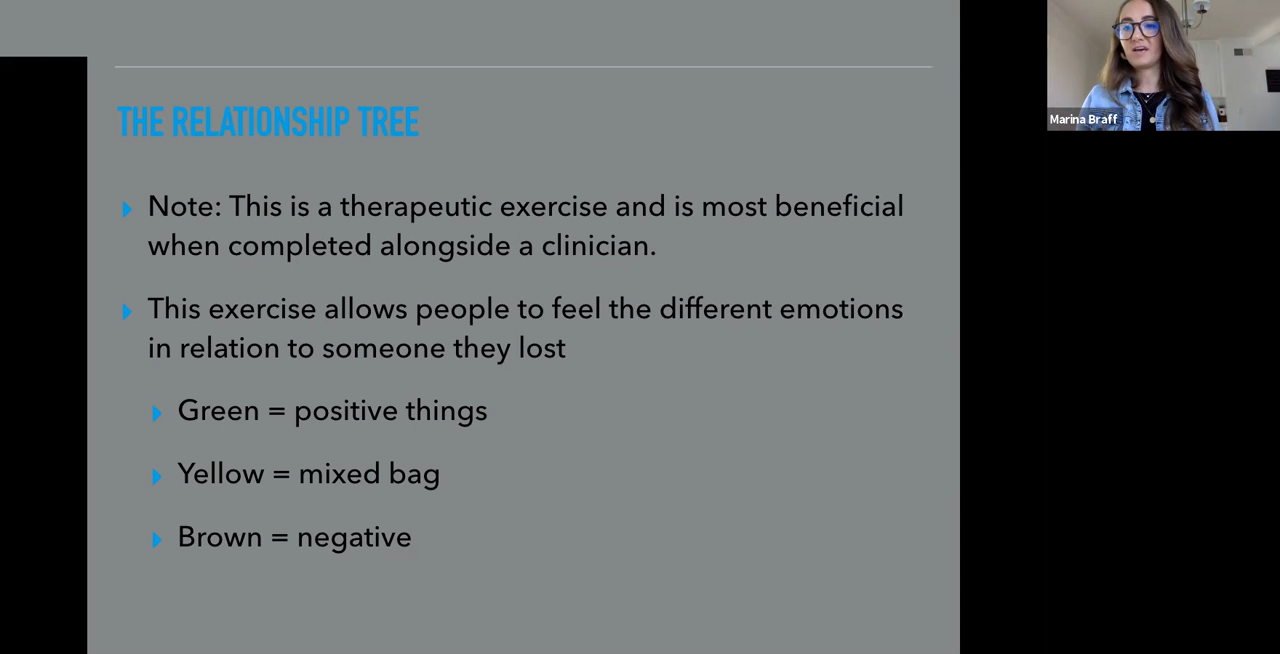 THE RELATIONSHIP TREE
Note: This is a therapeutic exercise and is most beneficial
when completed alongside a clinician.
This exercise allows people to feel the different emotions
in relation to someone they lost
Green = positive things
Yellow = mixed bag
Brown = negative
Marina Braff